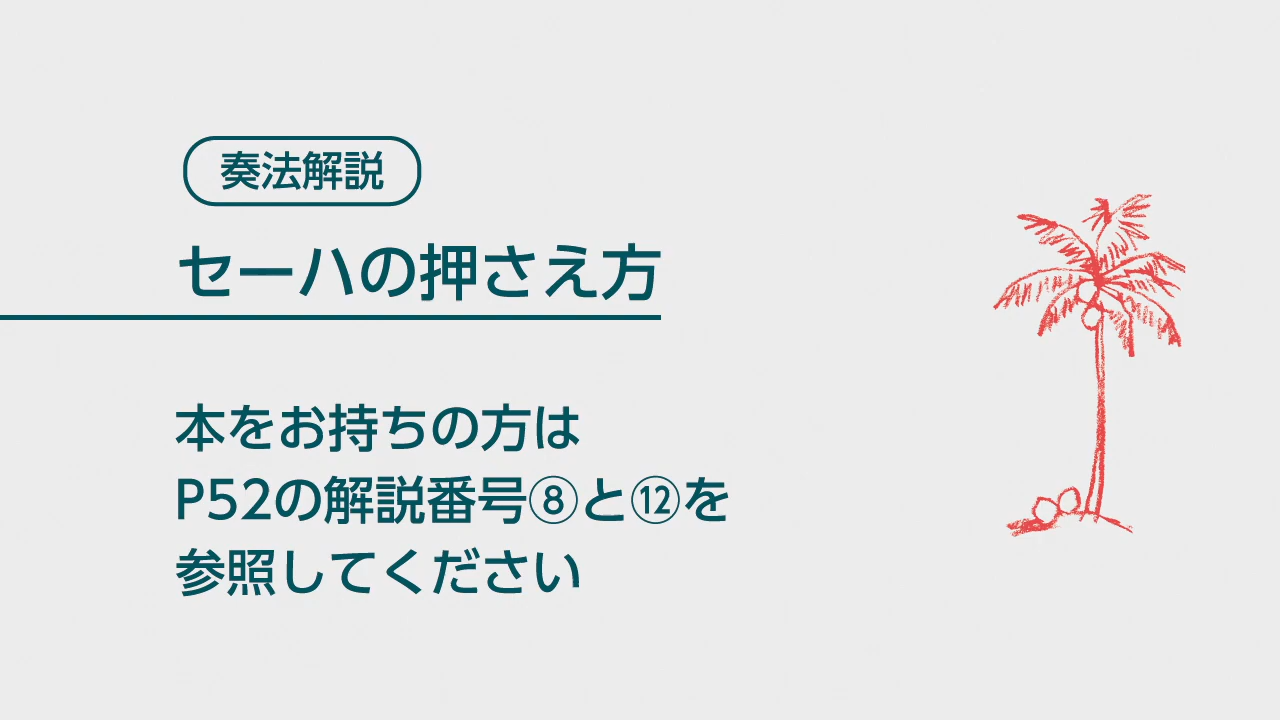 奏法解説
セーハの押さえ方
本をお持ちの方は
P52の解説番号⑧と⑫を
参照してください